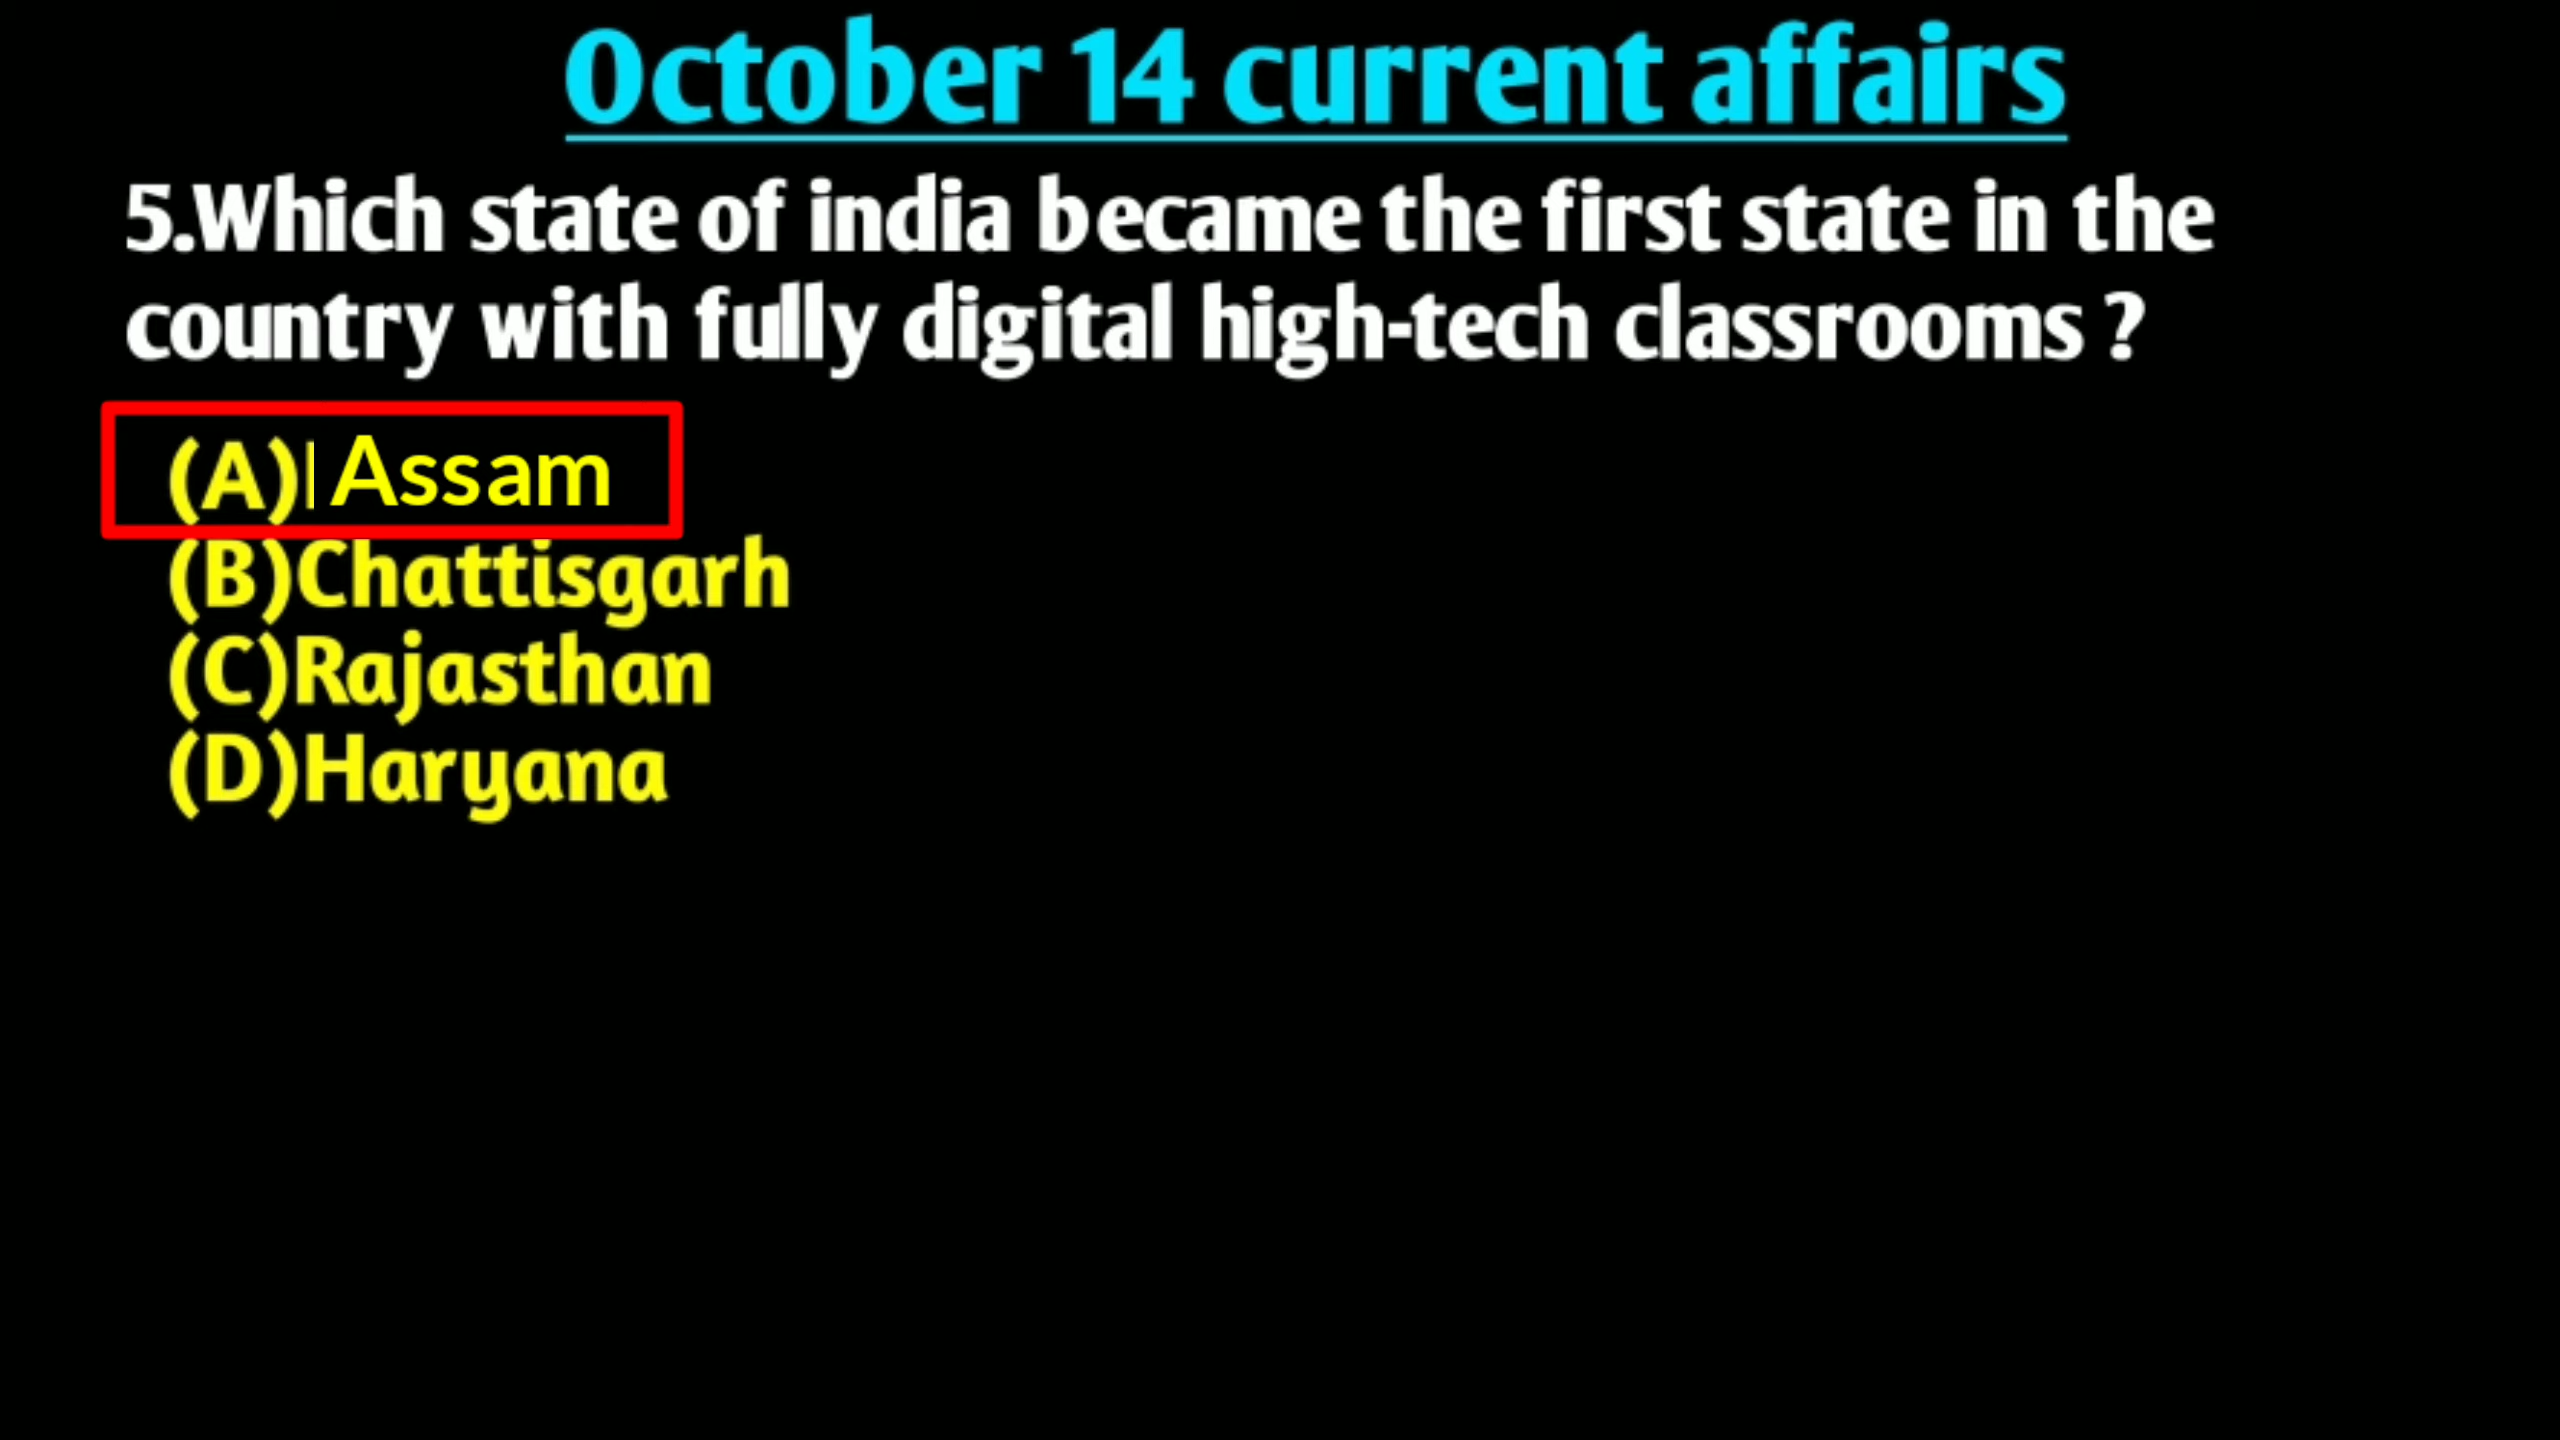 October 14 current affairs
5.Which state of india became the first state in the
country with fully digital high-tech classrooms ?
(A) Assam
(B)Chattisgarh
(C)Rajasthan
(D)Haryana